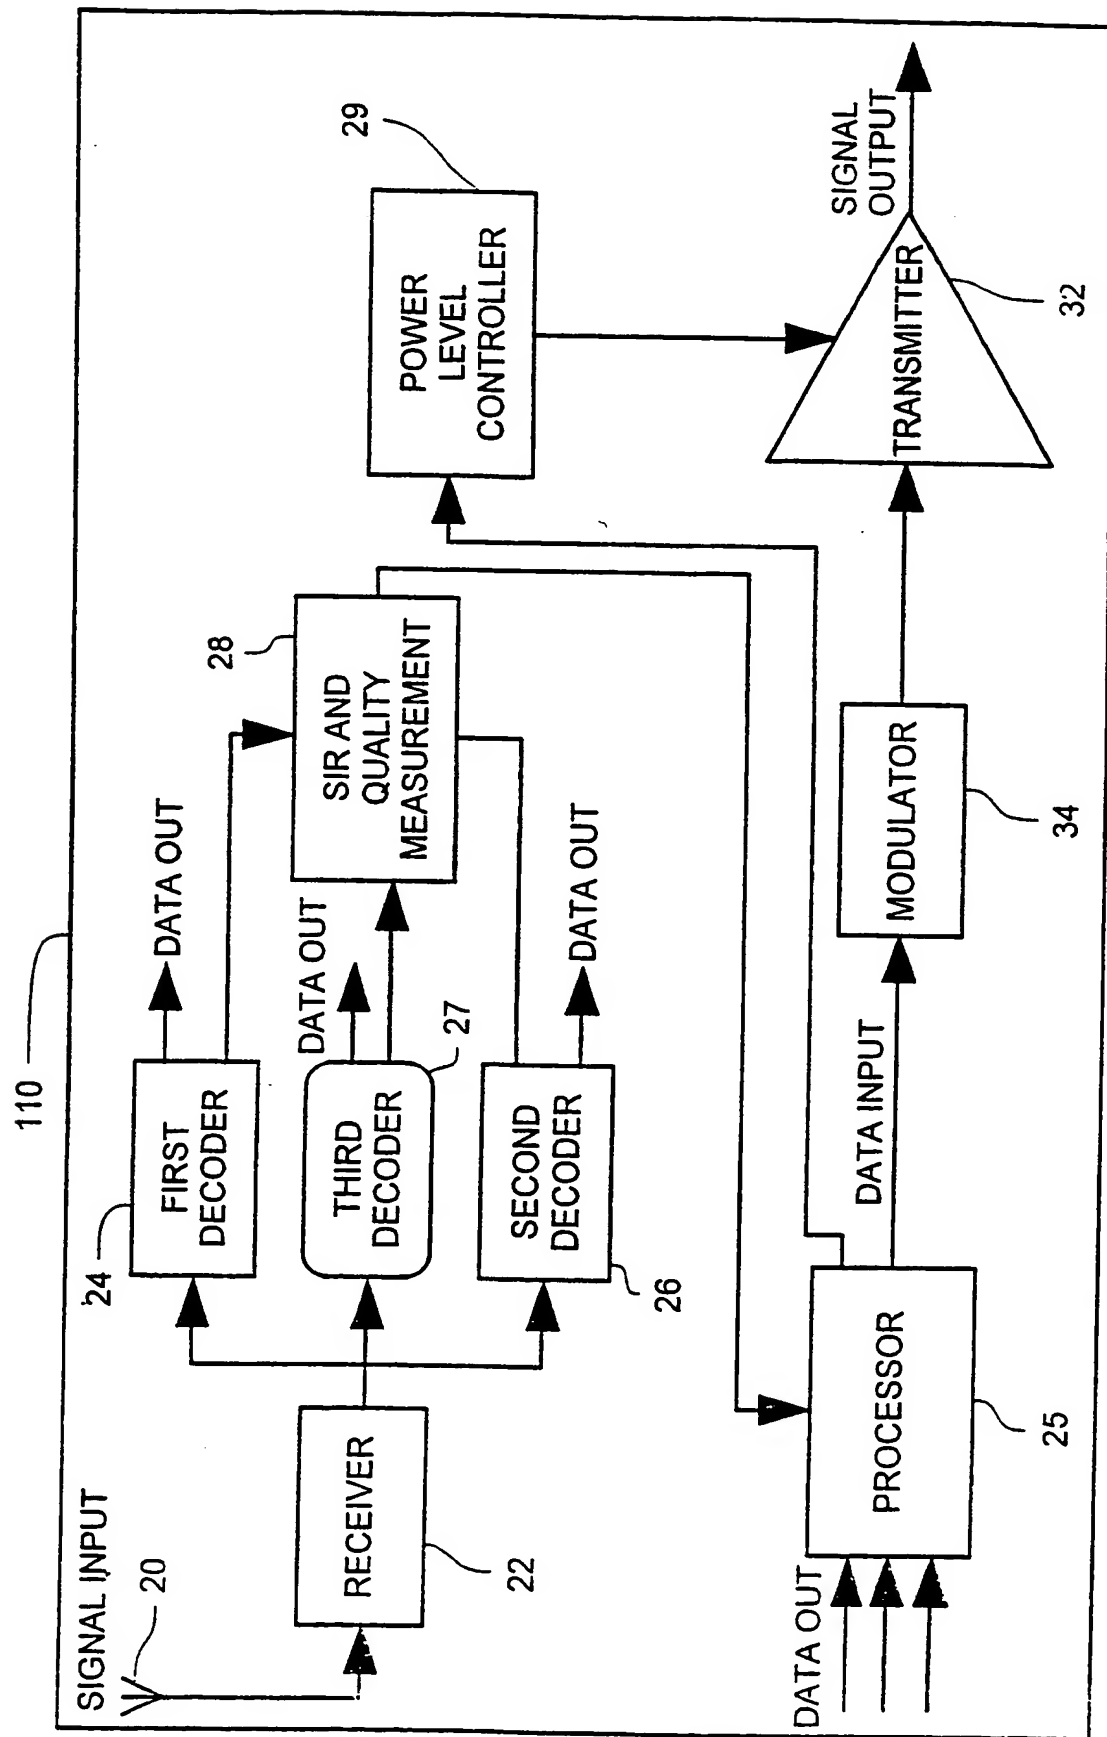 110
SIGNAL INPUT
20
RECEIVER
22
24
FIRST
DECODER
DATA OUT
THIRD
DECODER
27
DATA OUT
SECOND
DECODER
26
DATA OUT
28
SIR AND
QUALITY
MEASUREMENT
29
POWER
LEVEL
CONTROLLER
DATA OUT
PROCESSOR
25
DATA INPUT
MODULATOR
34
TRANSMITTER
32
SIGNAL
OUTPUT